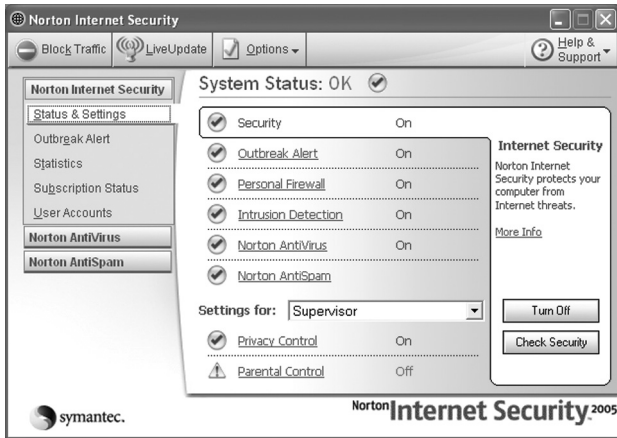 Norton Internet Security
Block Traffic LiveUpdate Options Help & Support
Norton Internet Security
Status & Settings
Outbreak Alert
Statistics
Subscription Status
User Accounts
Norton AntiVirus
Norton AntiSpam
System Status: OK
Security On
Outbreak Alert On
Personal Firewall On
Intrusion Detection On
Norton AntiVirus On
Norton AntiSpam
Settings for: Supervisor
Privacy Control On
Parental Control Off
Internet Security
Norton Internet
Security protects your
computer from
Internet threats.
More Info
Turn Off
Check Security
symantec.
Norton Internet Security 2005